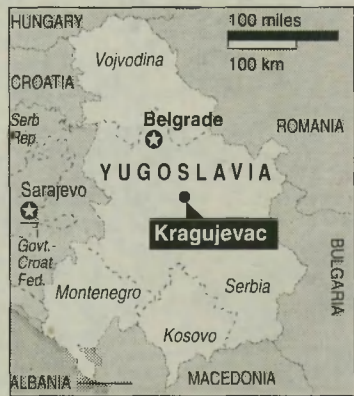 HUNGARY
100 miles
100 km
Vojvodina
CROATIA
Serb
Rep.
Belgrade
ROMANIA
YUGOSLAVIA
Sarajevo
Kragujevac
Govt.-
Croat
Fed.
BULGARIA
Montenegro
Serbia
Kosovo
ALBANIA
MACEDONIA